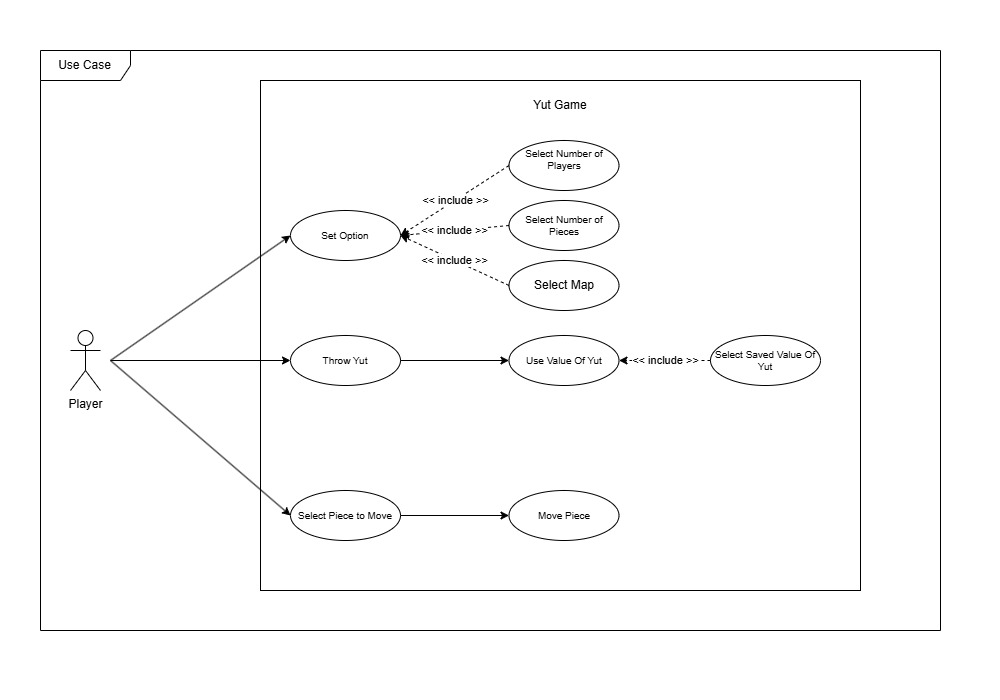 Use Case
Yut Game
Select Number of
Players
<< include >>
Select Number of
Pieces
Set Option
<< include >>
<< include >>
Select Map
Throw Yut
Use Value Of Yut
<< include >>
Select Saved Value Of
Yut
Player
Select Piece to Move
Move Piece